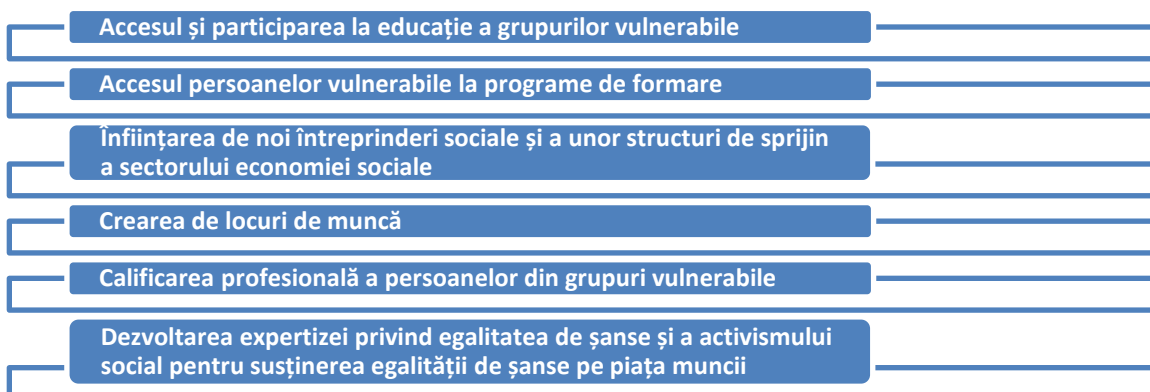 Accesul și participarea la educație a grupurilor vulnerabile
Accesul persoanelor vulnerabile la programe de formare
Înființarea de noi întreprinderi sociale și a unor structuri de sprijin
a sectorului economiei sociale
Crearea de locuri de muncă
Calificarea profesională a persoanelor din grupuri vulnerabile
Dezvoltarea expertizei privind egalitatea de șanse și a activismului
social pentru susținerea egalității de șanse pe piața muncii